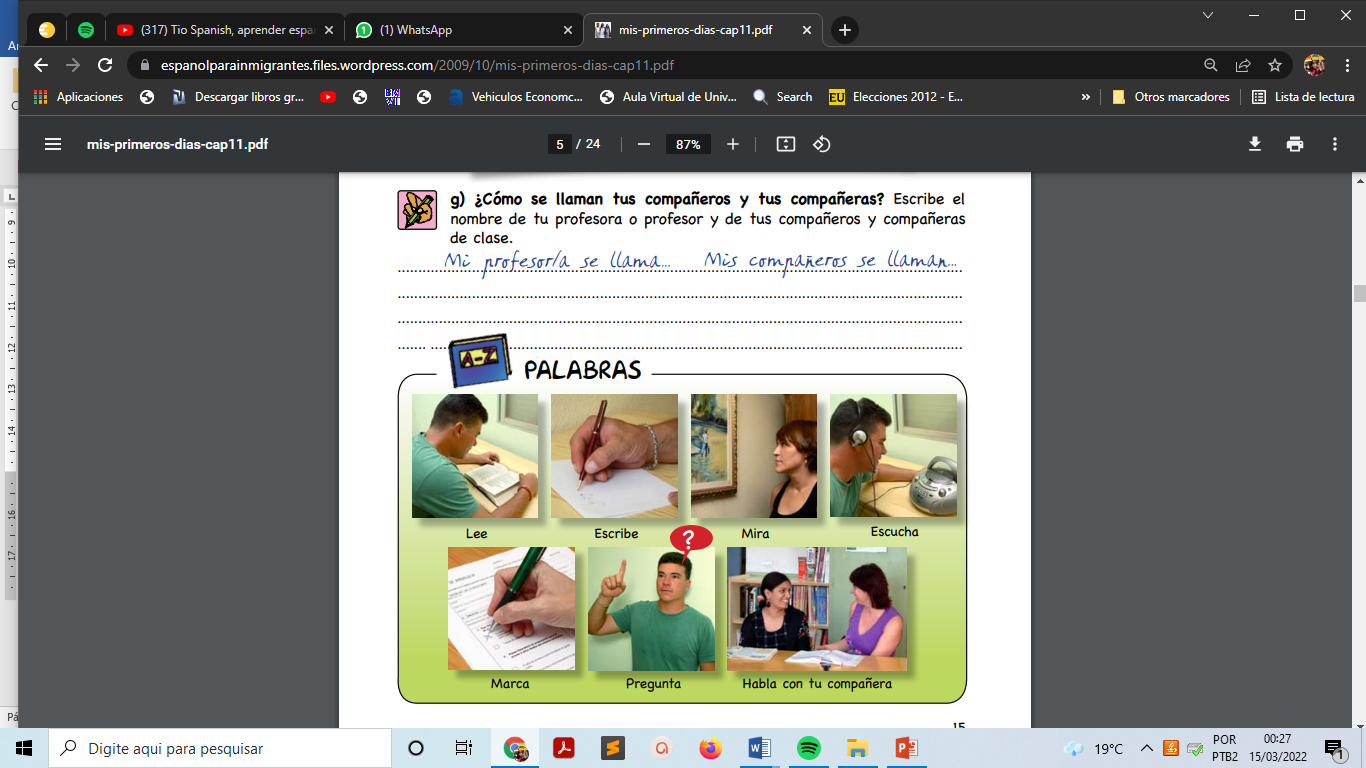 (317) Tio Spanish, aprender espa
(1) WhatsApp
mis-primeros-dias-cap11.pdf
espanolparainmigrantes.files.wordpress.com/2009/10/mis-primeros-dias-cap11.pdf
Aplicaciones
Descargar libros gr...
Vehiculos Economc...
Aula Virtual de Univ...
Search
EU
Elecciones 2012 - E...
»
Otros marcadores
Lista de lectura
mis-primeros-dias-cap11.pdf
5 / 24
87%
g) ¿Cómo se llaman tus compañeros y tus compañeras? Escribe el
nombre de tu profesora o profesor y de tus compañeros y compañeras
de clase.
Mi profesor/a se llama... Mis compañeros se llaman...
A-Z
PALABRAS
Lee
Escribe
Mira
Escucha
?
Marca
Pregunta
Habla con tu compañera
15
Digite aqui para pesquisar
19°C
POR
PTB2
00:27
15/03/2022
1